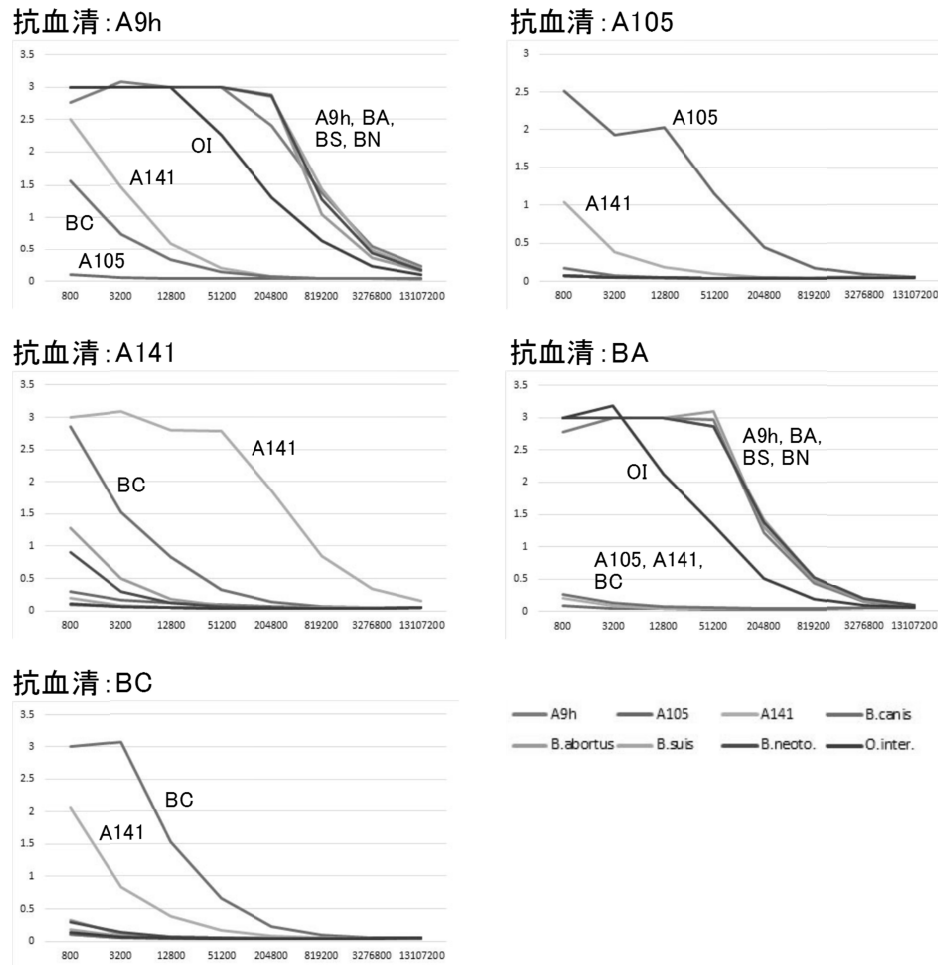 抗血清:A9h
3.5
3
2.5
2
1.5
1
0.5
0
A9h, BA,
BS, BN
OI
A141
BC
A105
800 3200 12800 51200 204800 819200 3276800 13107200
抗血清:A105
3
2.5
2
1.5
1
0.5
0
A105
A141
800 3200 12800 51200 204800 819200 3276800 13107200
抗血清:A141
3.5
3
2.5
2
1.5
1
0.5
0
A141
BC
800 3200 12800 51200 204800 819200 3276800 13107200
抗血清:BA
3.5
3
2.5
2
1.5
1
0.5
0
A9h, BA,
BS, BN
OI
A105, A141,
BC
800 3200 12800 51200 204800 819200 3276800 13107200
抗血清:BC
3.5
3
2.5
2
1.5
1
0.5
0
BC
A141
800 3200 12800 51200 204800 819200 3276800 13107200
A9h A105 A141 B.canis
B.abortus B.suis B.neoto. O.inter.